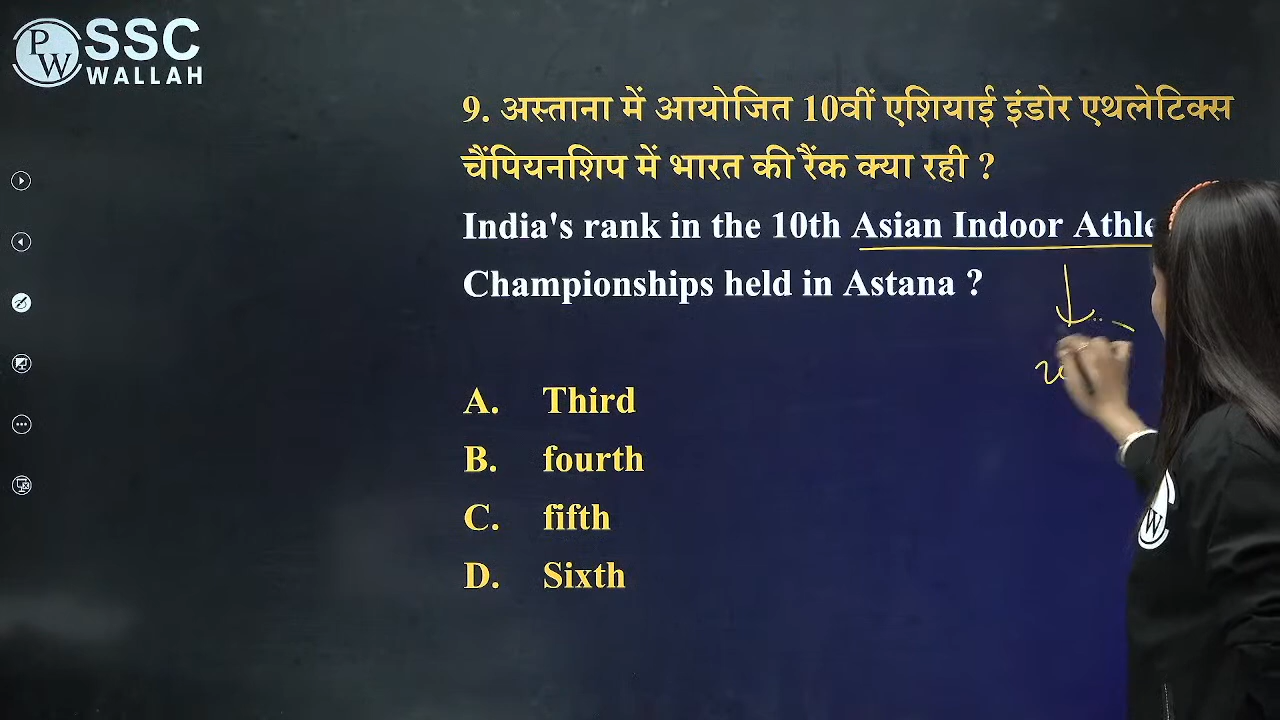 PW SSC
WALLAH
9. अस्ताना में आयोजित 10वीं एशियाई इंडोर एथलेटिक्स
चैंपियनशिप में भारत की रैंक क्या रही ?
India's rank in the 10th Asian Indoor Athle
Championships held in Astana ?
A. Third
B. fourth
C. fifth
D. Sixth